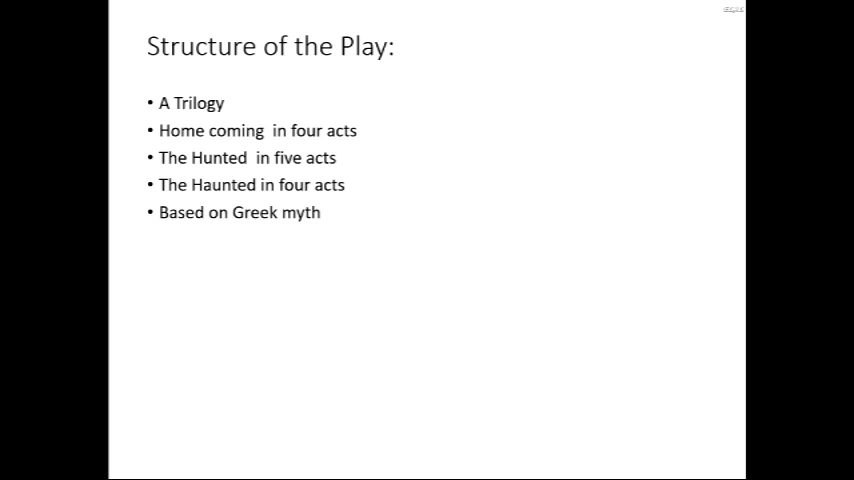 Structure of the Play:
• A Trilogy
• Home coming  in four acts
• The Hunted  in five acts
• The Haunted in four acts
• Based on Greek myth